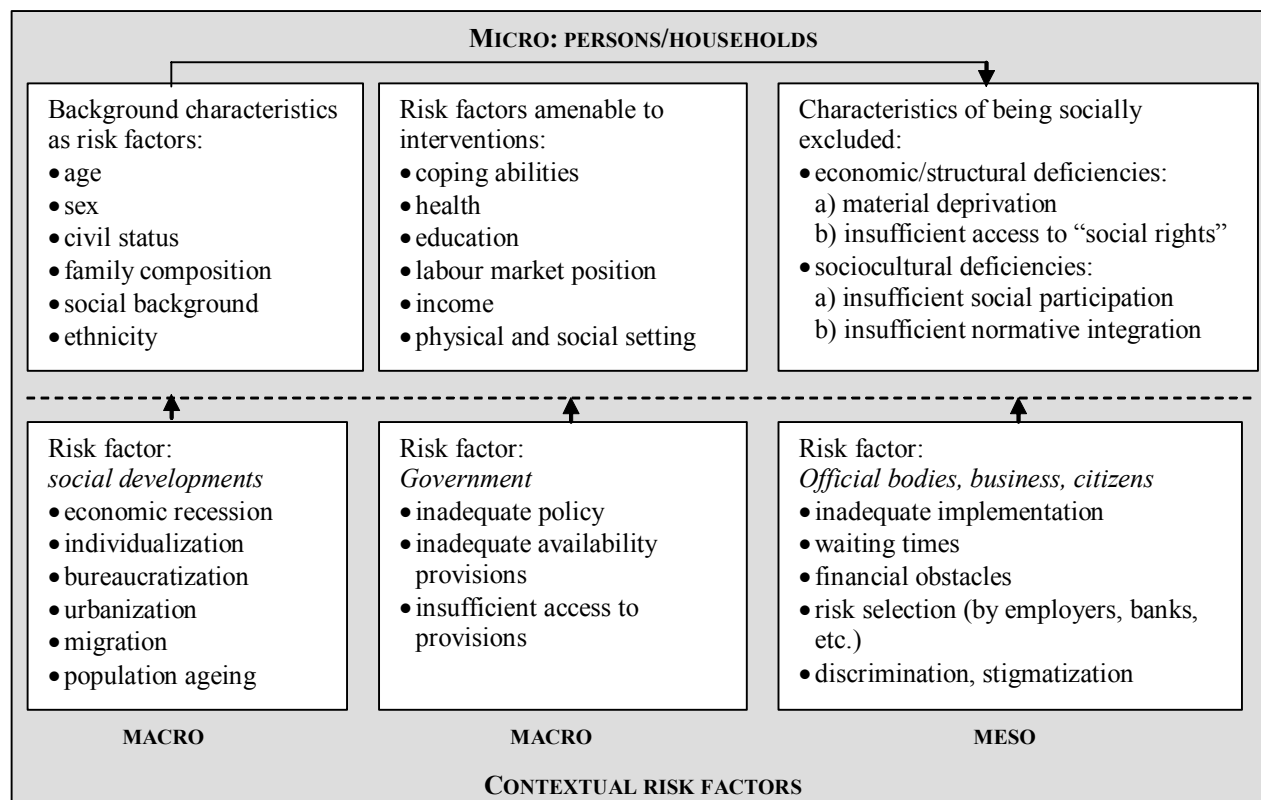 MICRO: PERSONS/HOUSEHOLDS
Background characteristics
as risk factors:
• age
• sex
• civil status
• family composition
• social background
• ethnicity
Risk factors amenable to
interventions:
• coping abilities
• health
• education
• labour market position
• income
• physical and social setting
Characteristics of being socially
excluded:
• economic/structural deficiencies:
a) material deprivation
b) insufficient access to “social rights”
• sociocultural deficiencies:
a) insufficient social participation
b) insufficient normative integration
Risk factor:
social developments
• economic recession
• individualization
• bureaucratization
• urbanization
• migration
• population ageing
Risk factor:
Government
• inadequate policy
• inadequate availability
provisions
• insufficient access to
provisions
Risk factor:
Official bodies, business, citizens
• inadequate implementation
• waiting times
• financial obstacles
• risk selection (by employers, banks,
etc.)
• discrimination, stigmatization
MACRO
MACRO
MESO
CONTEXTUAL RISK FACTORS